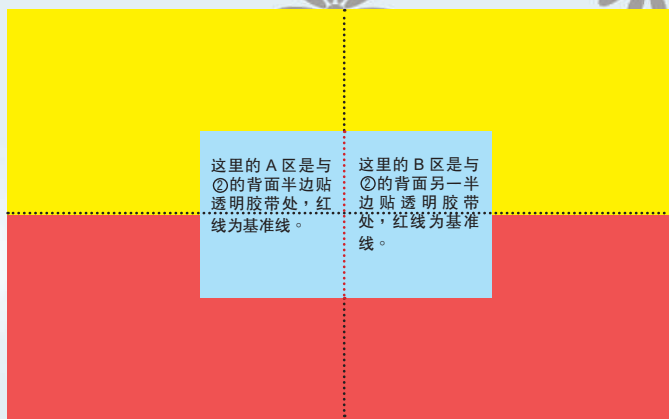 这里的 A 区是与
②的背面半边贴
透明胶带处，红
线为基准线。
这里的 B 区是与
②的背面另一半
边贴透明胶带
处，红线为基准
线。